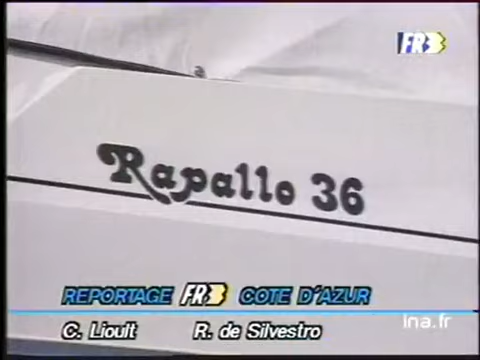 FR3
Rapallo 36
REPORTAGE FR3 COTE D'AZUR
ina.fr
C. Lioult R. de Silvestro